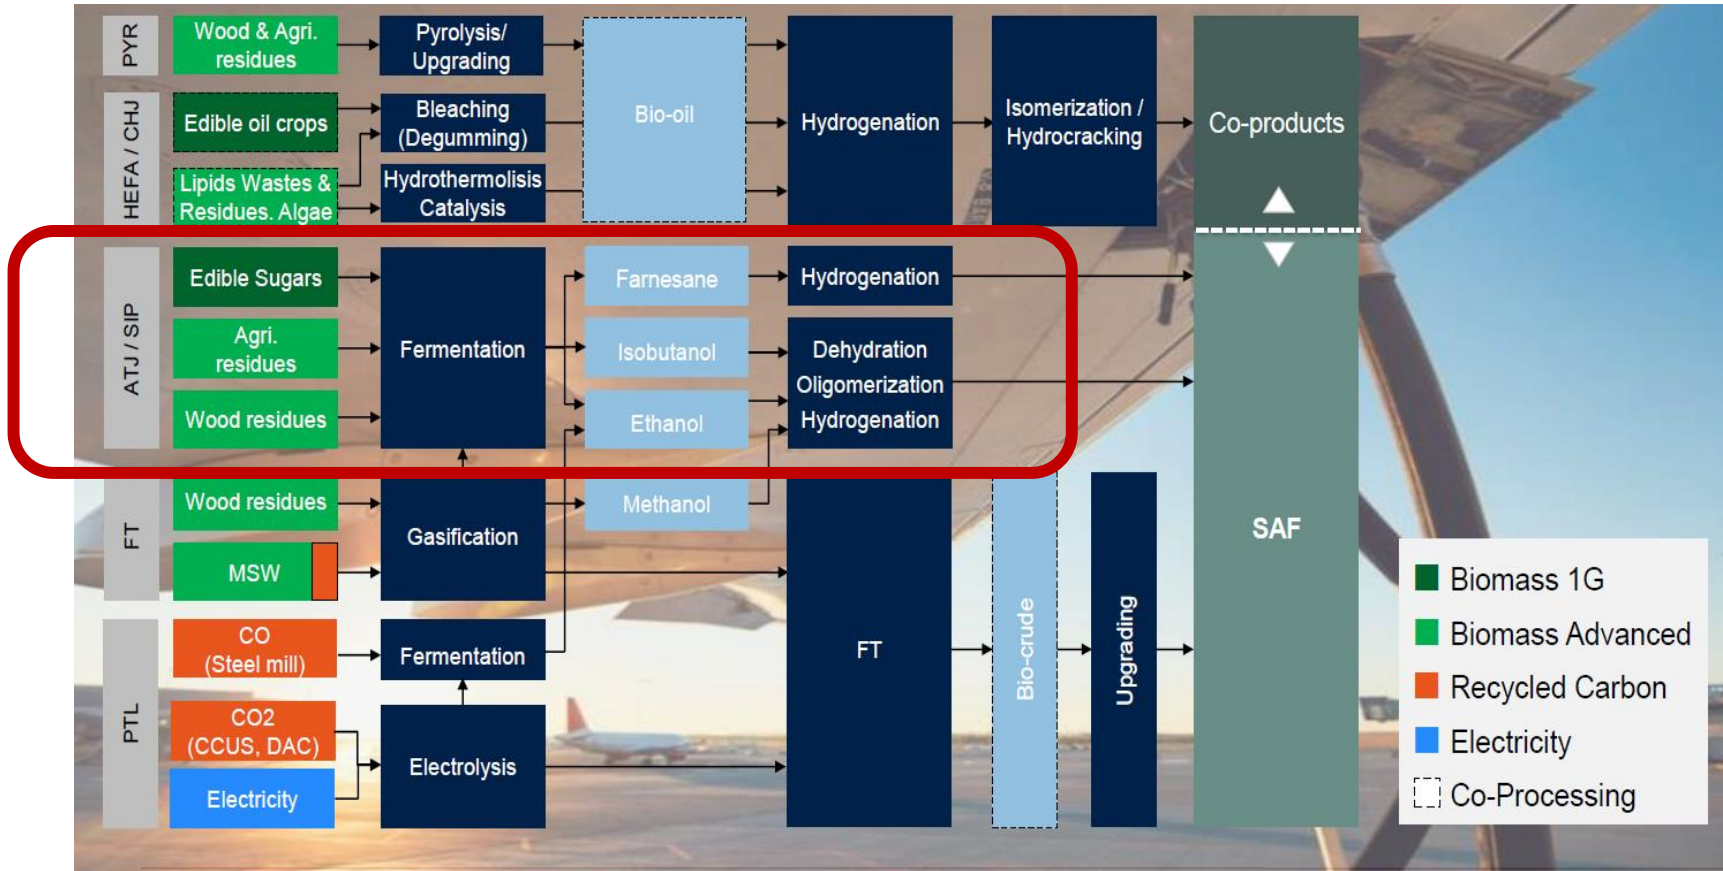 PYR
Wood & Agri.
residues
Pyrolysis/
Upgrading
Bio-oil
Hydrogenation
Isomerization /
Hydrocracking
Co-products
HEFA / CHJ
Edible oil crops
Bleaching
(Degumming)
Lipids Wastes &
Residues. Algae
Hydrothermolisis
Catalysis
ATJ / SIP
Edible Sugars
Agri.
residues
Wood residues
Fermentation
Farnesane
Isobutanol
Ethanol
Hydrogenation
Dehydration
Oligomerization
Hydrogenation
FT
Wood residues
MSW
Gasification
Methanol
FT
Bio-crude
Upgrading
SAF
PTL
CO
(Steel mill)
Fermentation
CO2
(CCUS, DAC)
Electricity
Electrolysis
Biomass 1G
Biomass Advanced
Recycled Carbon
Electricity
Co-Processing